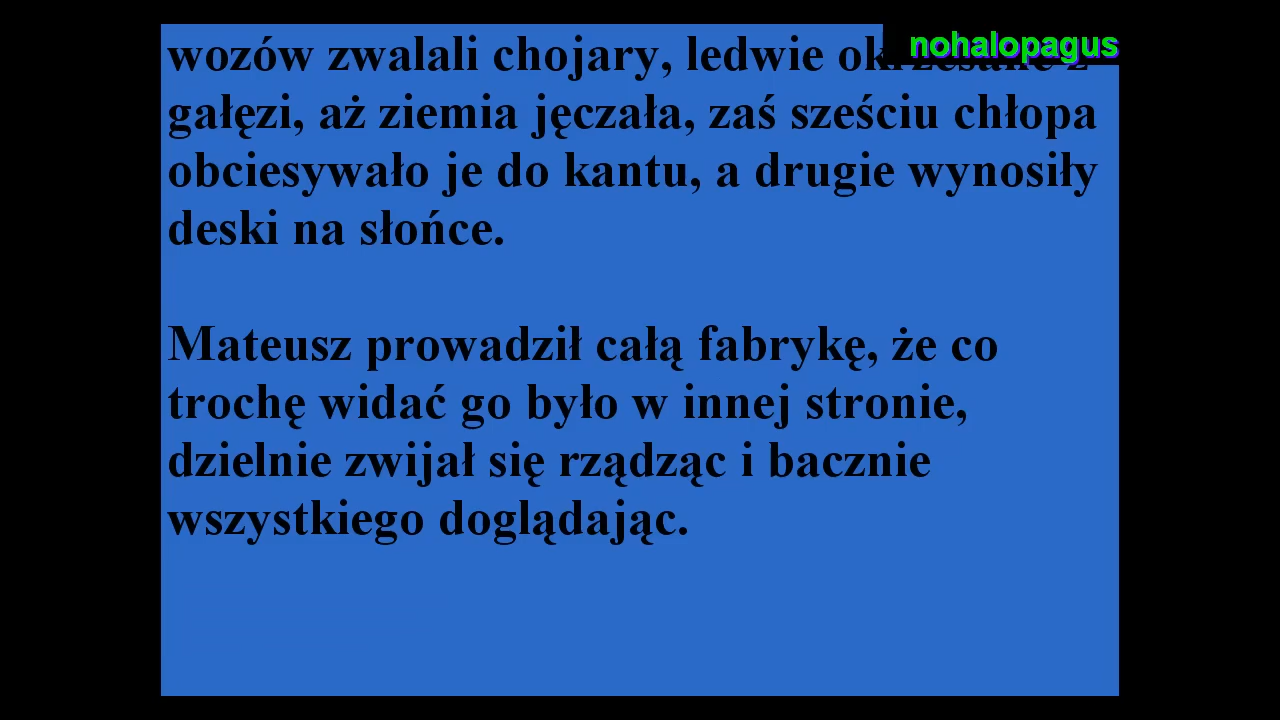 nohalopagus
wozów zwalali chojary, ledwie okrzesane z
gałęzi, aż ziemia jęczała, zaś sześciu chłopa
obciesywało je do kantu, a drugie wynosiły
deski na słońce.
Mateusz prowadził całą fabrykę, że co
trochę widać go było w innej stronie,
dzielnie zwijał się rządząc i bacznie
wszystkiego doglądając.